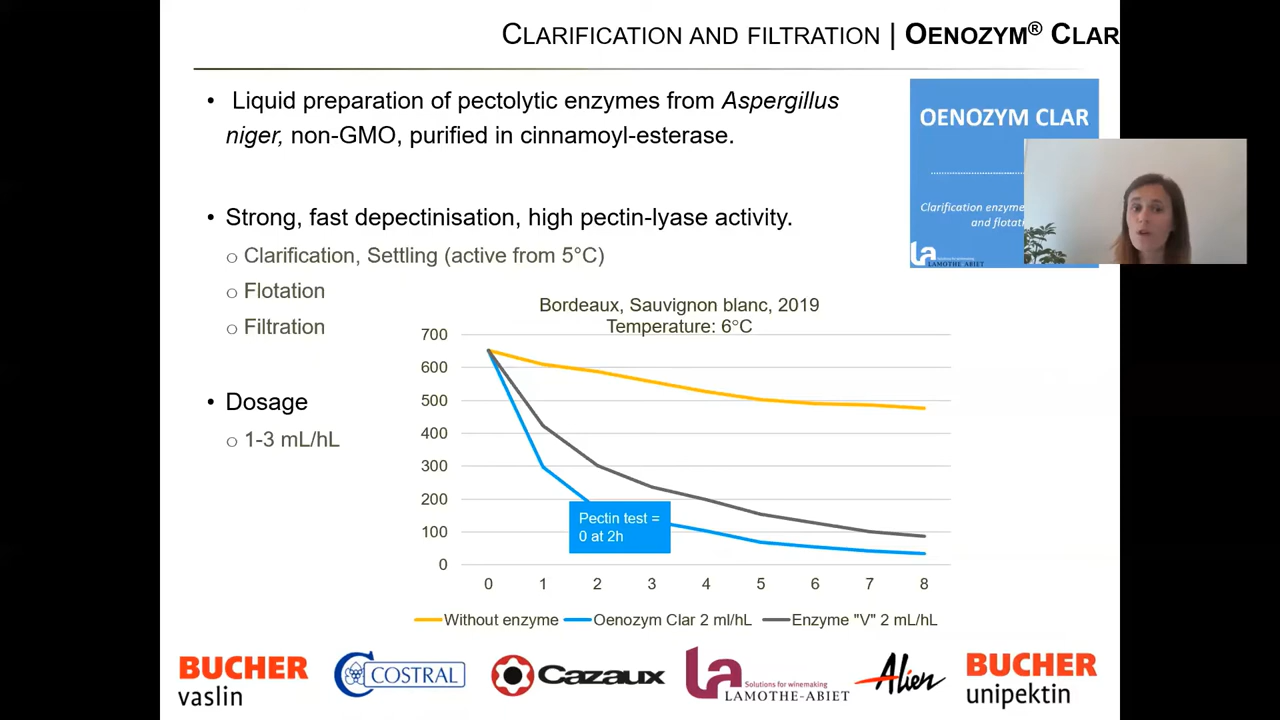 CLARIFICATION AND FILTRATION | OENOZYM® CLAR
• Liquid preparation of pectolytic enzymes from Aspergillus
niger, non-GMO, purified in cinnamoyl-esterase.
OENOZYM CLAR
Clarification enzyme
and flotati
La
LAMOTHE-ABIET
• Strong, fast depectinisation, high pectin-lyase activity.
o Clarification, Settling (active from 5°C)
o Flotation
o Filtration
• Dosage
o 1-3 mL/hL
Bordeaux, Sauvignon blanc, 2019
Temperature: 6°C
700
600
500
400
300
200
100
0
Pectin test =
0 at 2h
0 1 2 3 4 5 6 7 8
Without enzyme Oenozym Clar 2 ml/hL Enzyme "V" 2 mL/hL
BUCHER
vaslin
COSTRAL
Cazaux
La
Solutions for winemaking
LAMOTHE-ABIET
Alien
BUCHER
unipektin